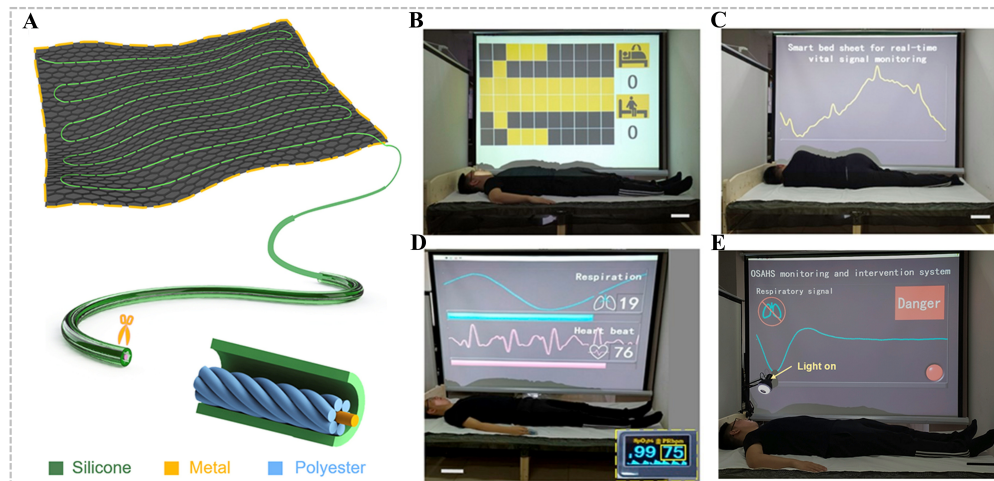 A
B
0
0
C
Smart bed sheet for real-time
vital signal monitoring
D
Respiration
19
Heart beat
76
99
75
E
OSAHS monitoring and intervention system
Respiratory signal
Danger
Light on
Silicone
Metal
Polyester